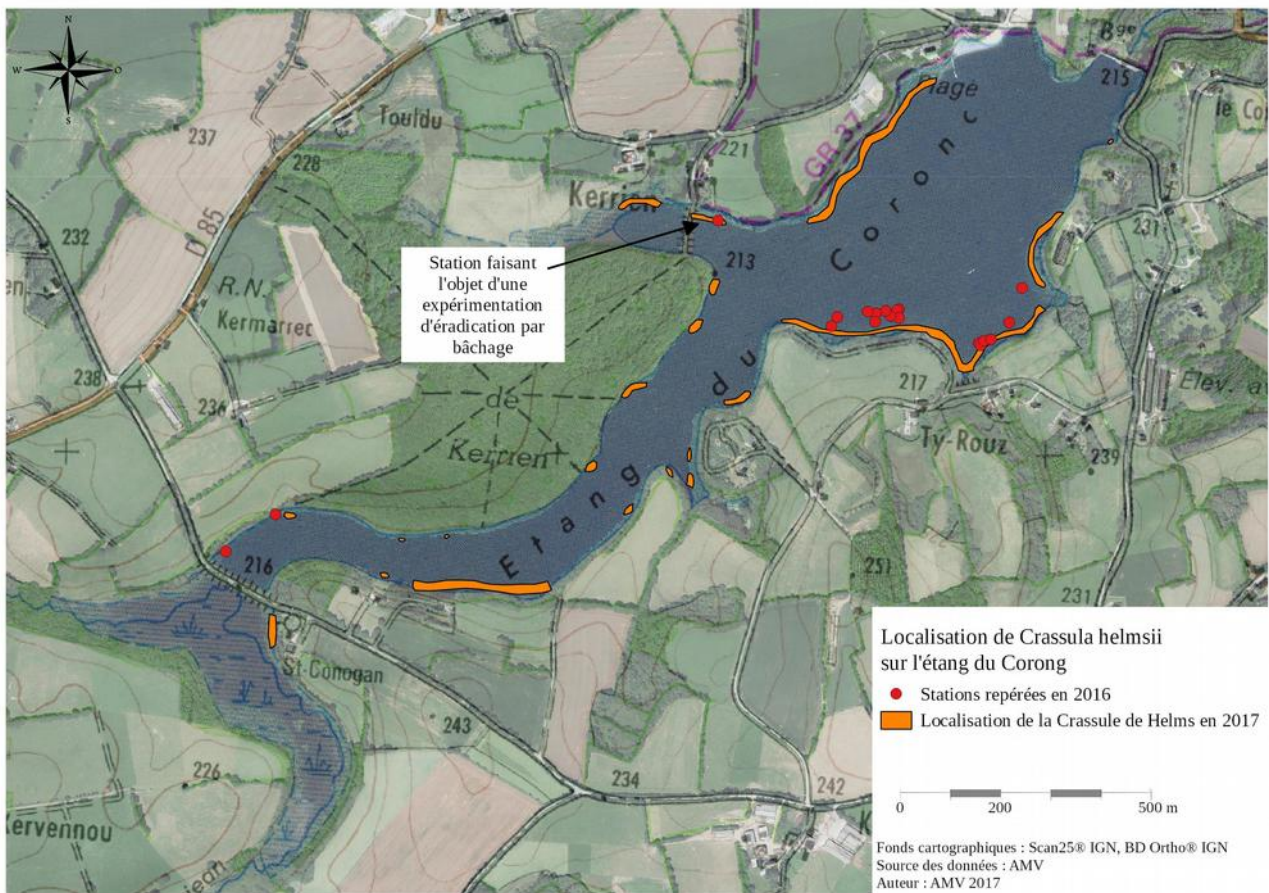 N
W
O
S
Bge
215
Plage
le
237
Touldu
221
228
GR 37
Kerrien
D 85
232
231
Station faisant
l'objet d'une
expérimentation
d'éradication par
bâchage
213
R.N.
Kermarrec
Etang du Coronc
238
236
de
Kerrien
217
Elev.
Ty-Rouz
239
216
251
231
St-Conogan
243
226
234
242
Kervennou
Localisation de Crassula helmsii
sur l'étang du Corong
Stations repérées en 2016
Localisation de la Crassule de Helms en 2017
0 200 500 m
Fonds cartographiques : Scan25® IGN, BD Ortho® IGN
Source des données : AMV
Auteur : AMV 2017